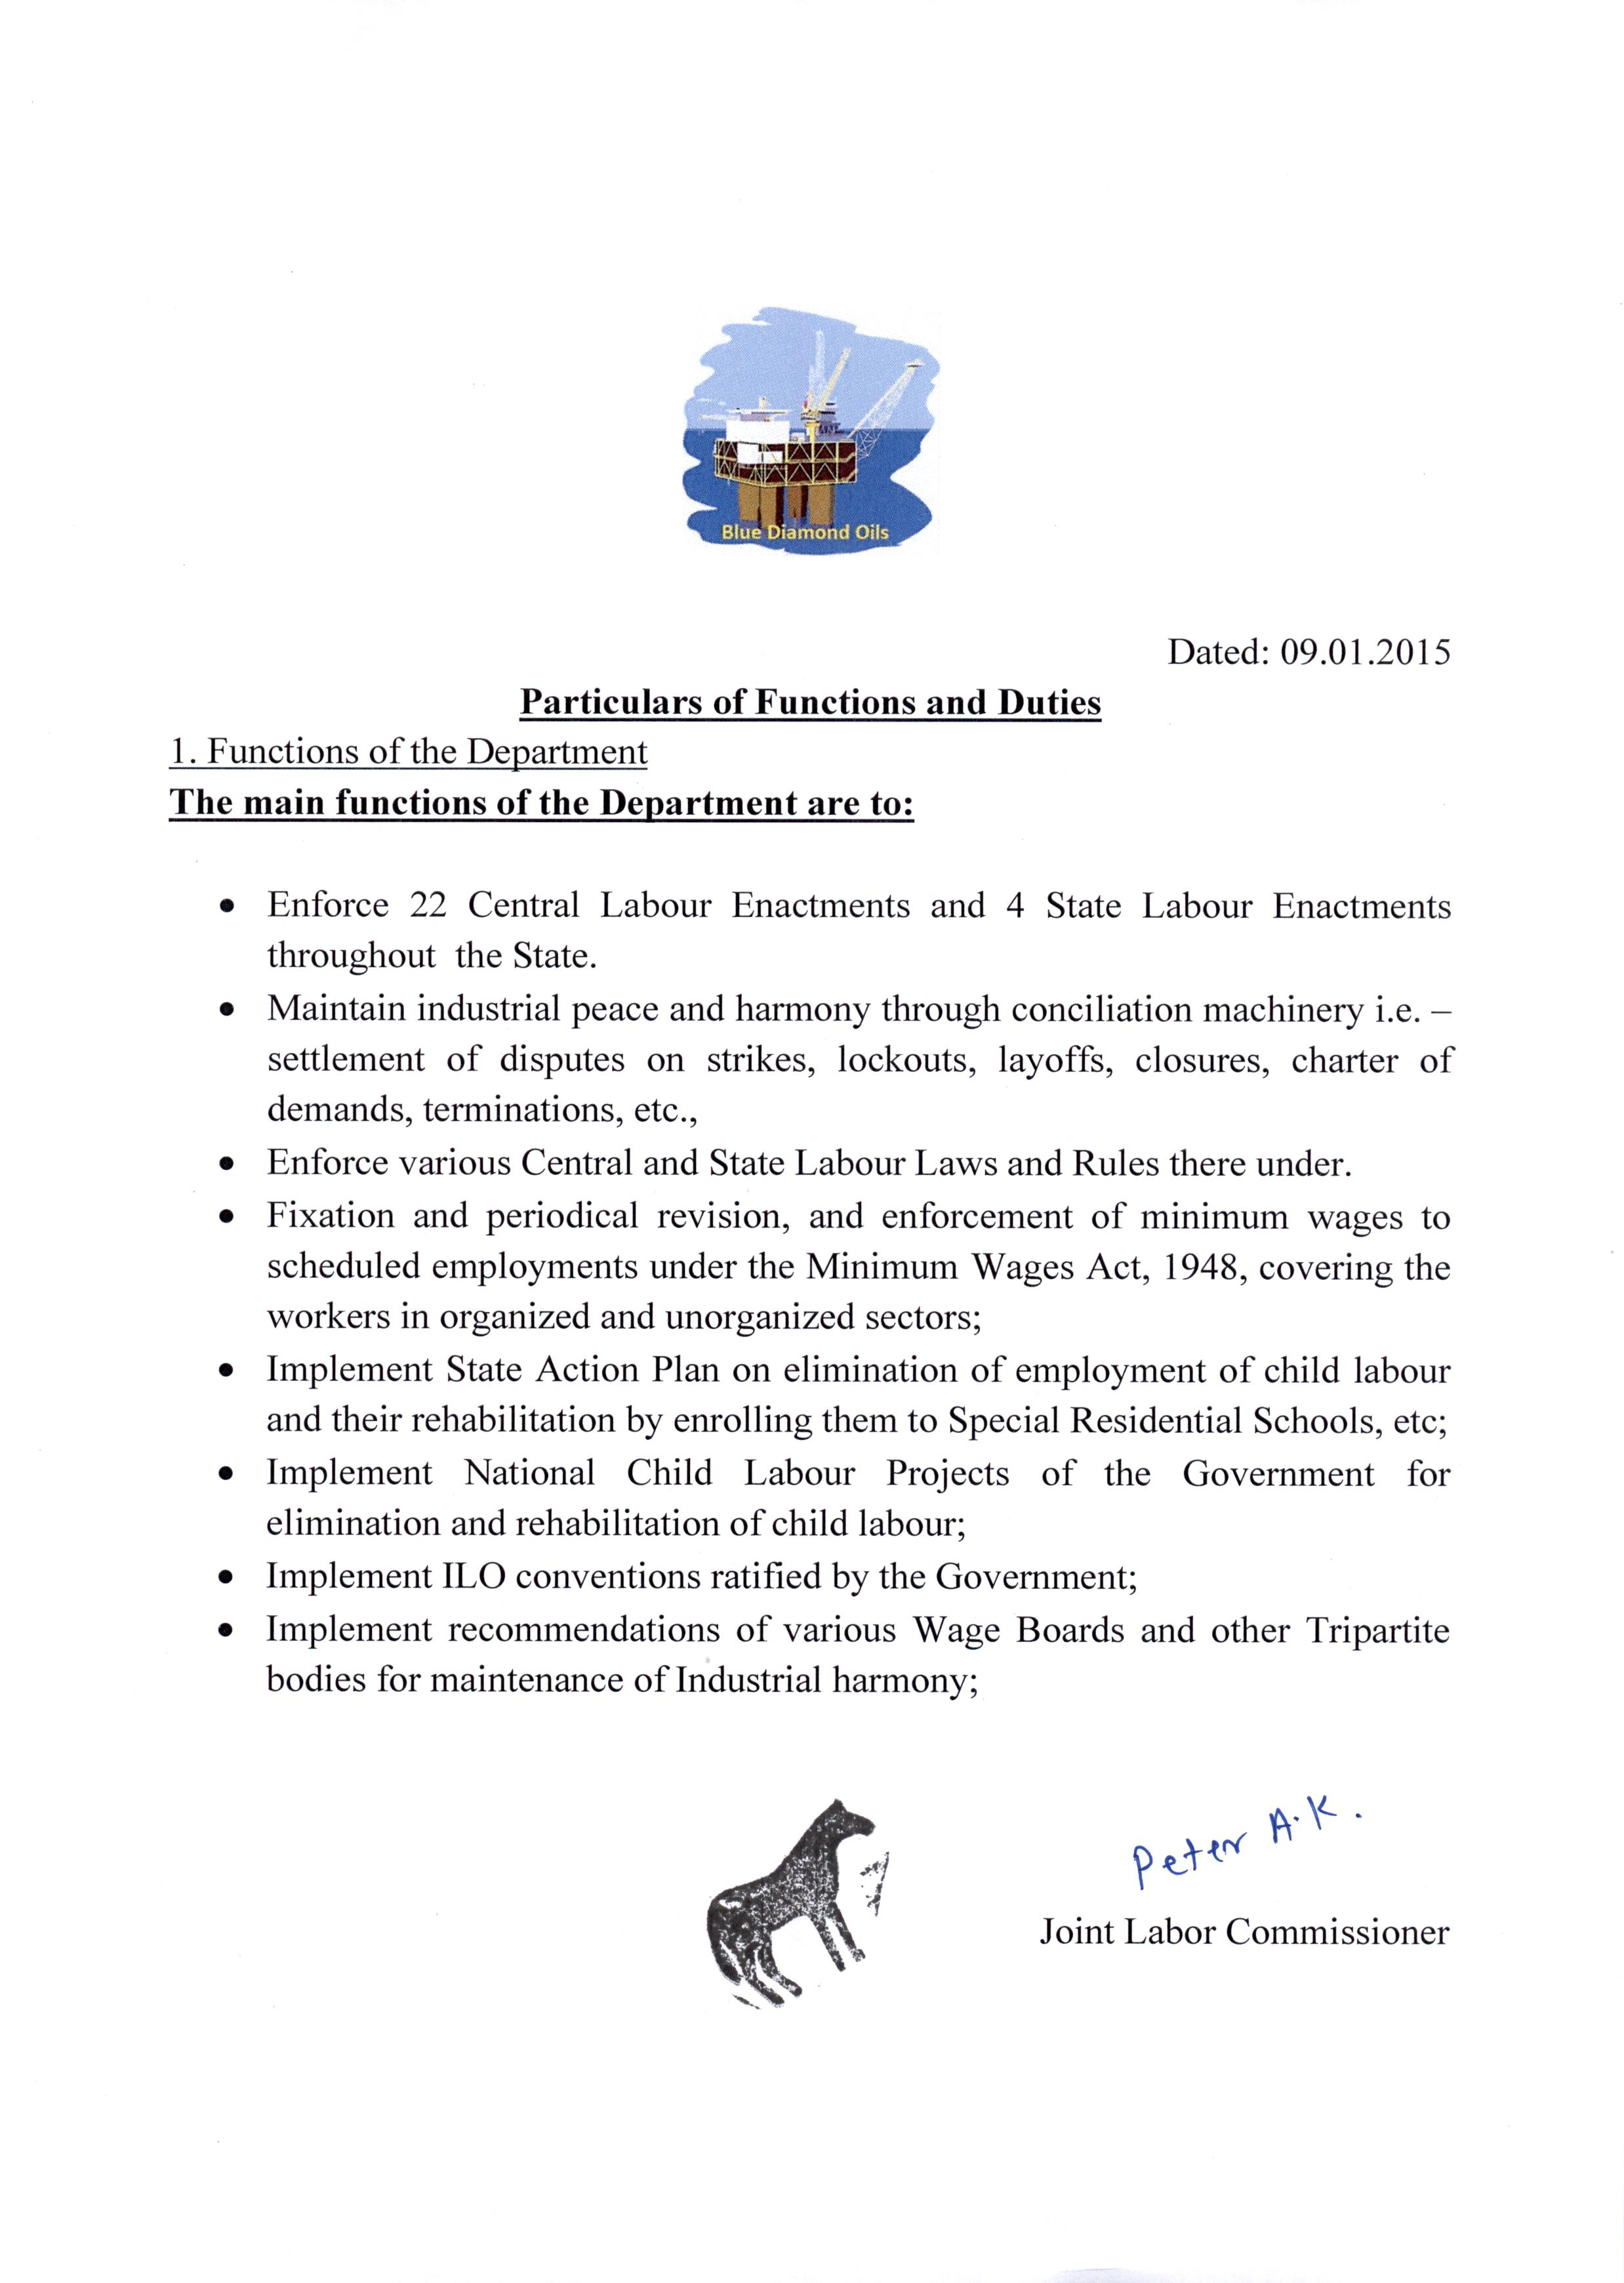 Blue Diamond Oils
Dated: 09.01.2015
Particulars of Functions and Duties
1. Functions of the Department
The main functions of the Department are to:
• Enforce 22 Central Labour Enactments and 4 State Labour Enactments
throughout the State.
• Maintain industrial peace and harmony through conciliation machinery i.e. –
settlement of disputes on strikes, lockouts, layoffs, closures, charter of
demands, terminations, etc.,
• Enforce various Central and State Labour Laws and Rules there under.
• Fixation and periodical revision, and enforcement of minimum wages to
scheduled employments under the Minimum Wages Act, 1948, covering the
workers in organized and unorganized sectors;
• Implement State Action Plan on elimination of employment of child labour
and their rehabilitation by enrolling them to Special Residential Schools, etc;
• Implement National Child Labour Projects of the Government for
elimination and rehabilitation of child labour;
• Implement ILO conventions ratified by the Government;
• Implement recommendations of various Wage Boards and other Tripartite
bodies for maintenance of Industrial harmony;
Peter A.K.
Joint Labor Commissioner